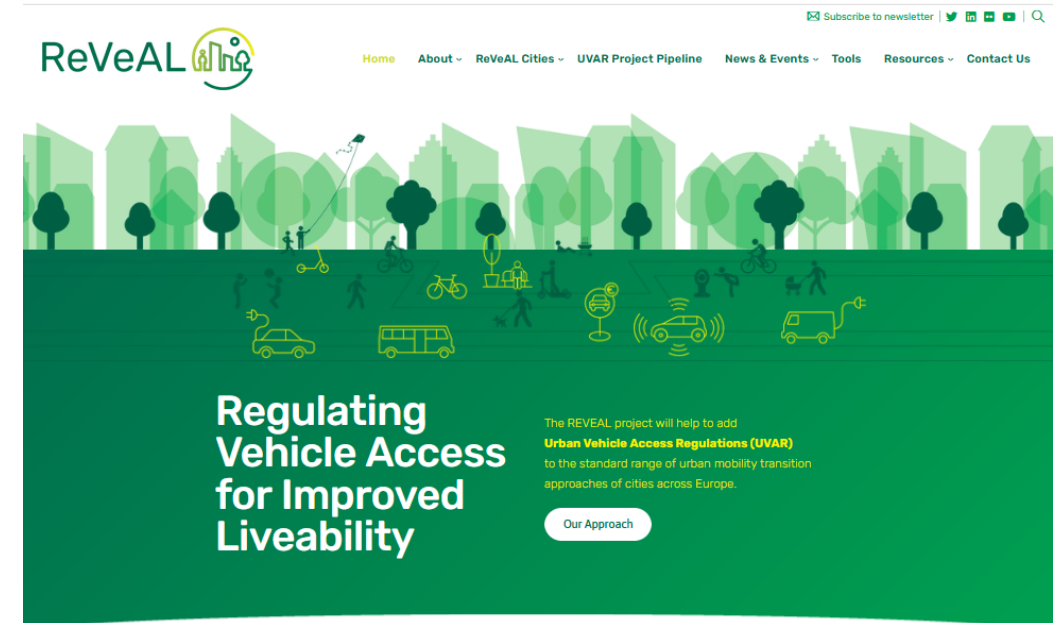 Subscribe to newsletter
ReVeAL
Home About ReVeAL Cities UVAR Project Pipeline News & Events Tools Resources Contact Us
Regulating
Vehicle Access
for Improved
Liveability
The REVEAL project will help to add
Urban Vehicle Access Regulations (UVAR)
to the standard range of urban mobility transition
approaches of cities across Europe.
Our Approach